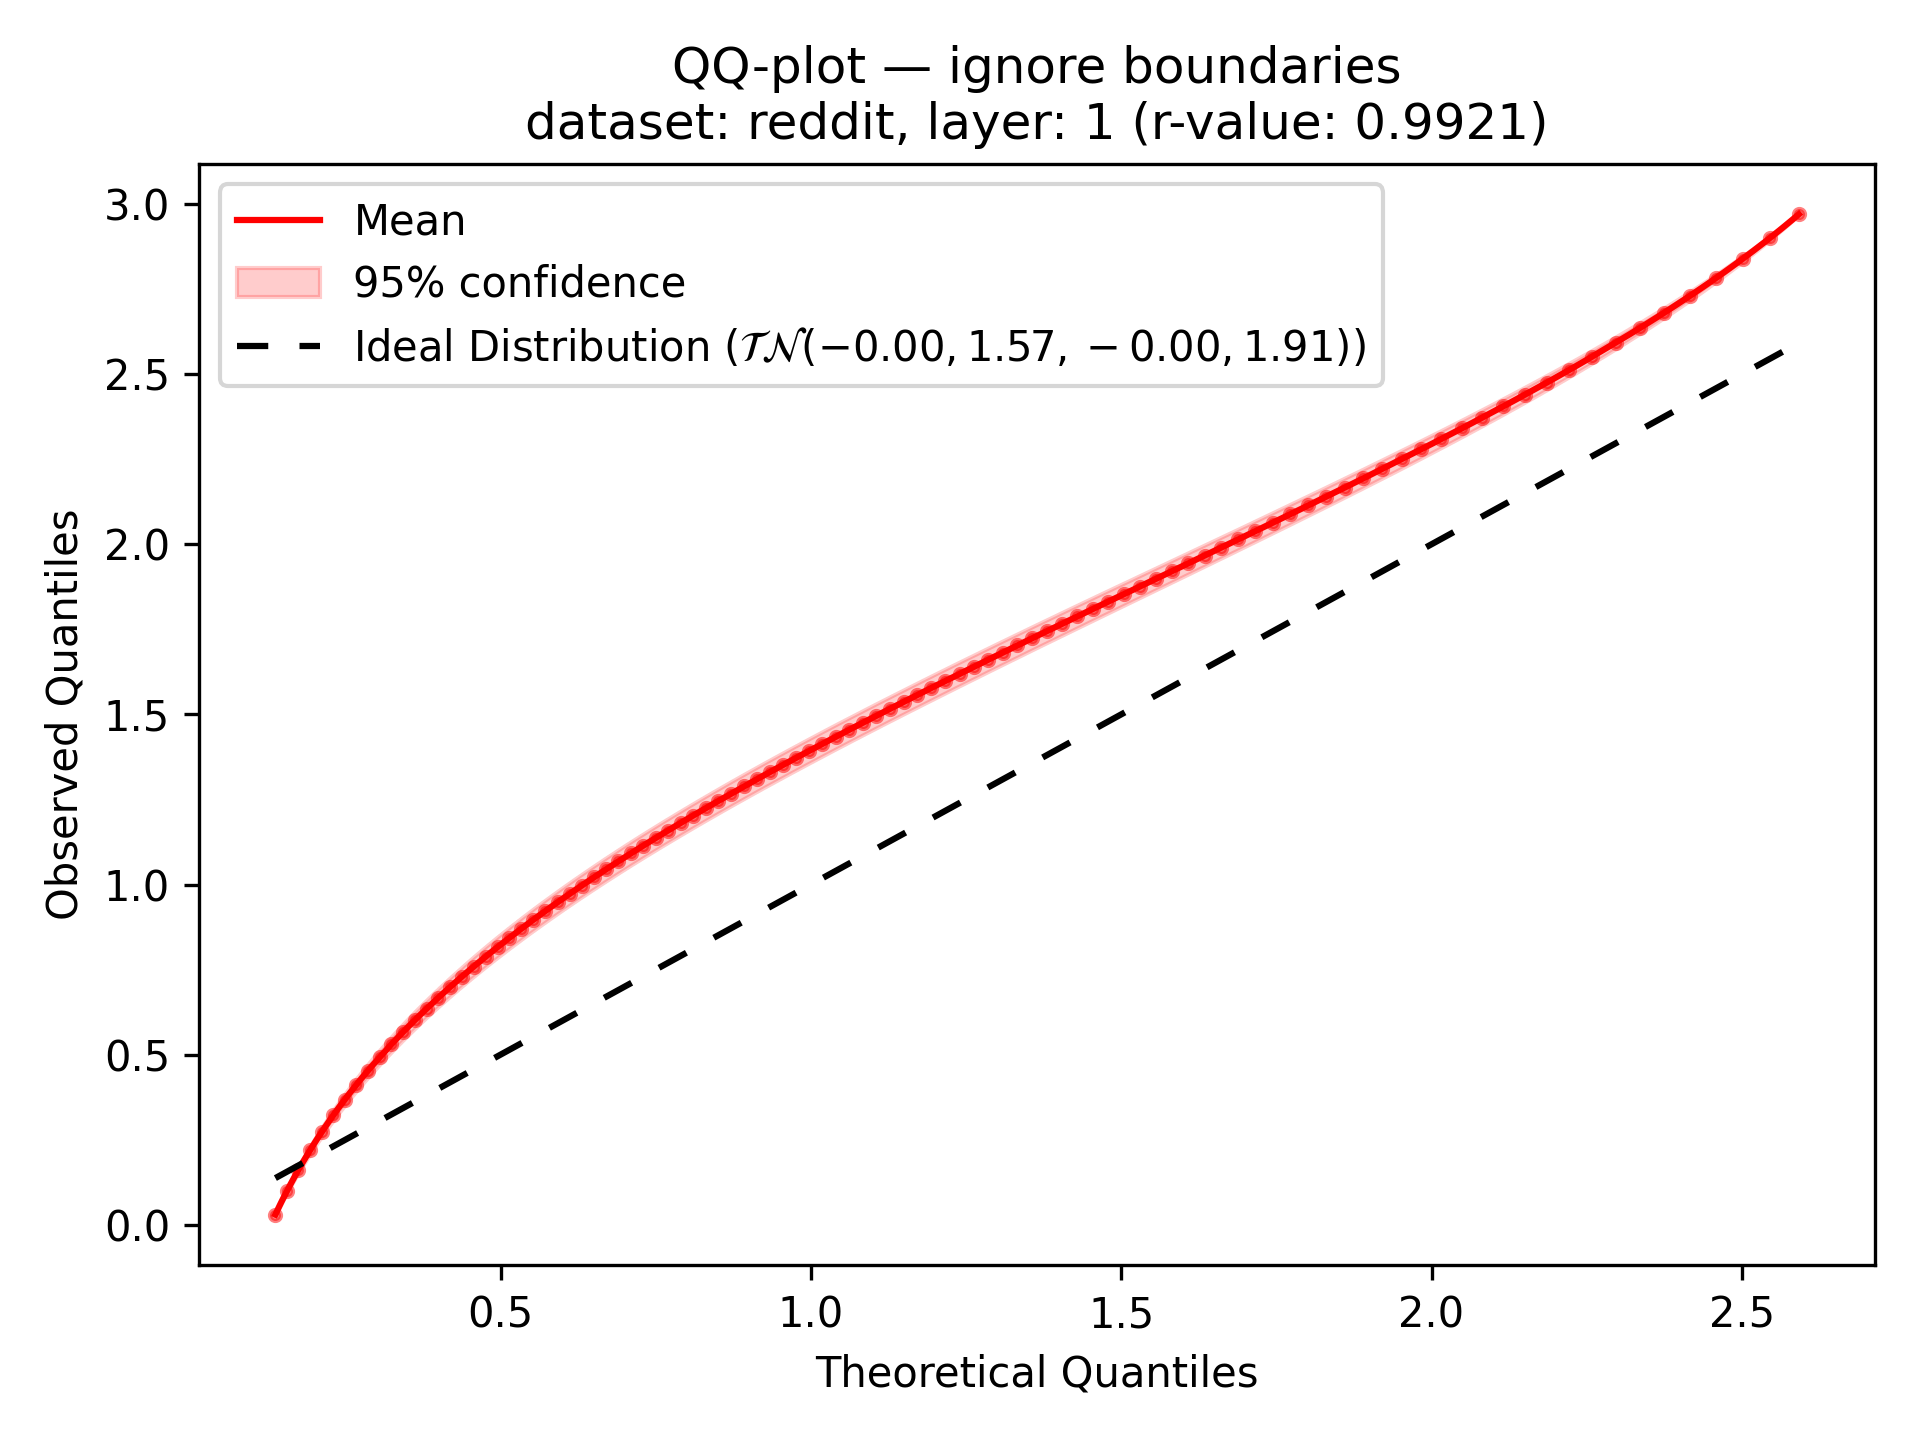 QQ-plot — ignore boundaries
dataset: reddit, layer: 1 (r-value: 0.9921)
Mean
95% confidence
Ideal Distribution (𝒯𝒩(−0.00, 1.57, −0.00, 1.91))
3.0
2.5
2.0
1.5
1.0
0.5
0.0
Observed Quantiles
0.5 1.0 1.5 2.0 2.5
Theoretical Quantiles